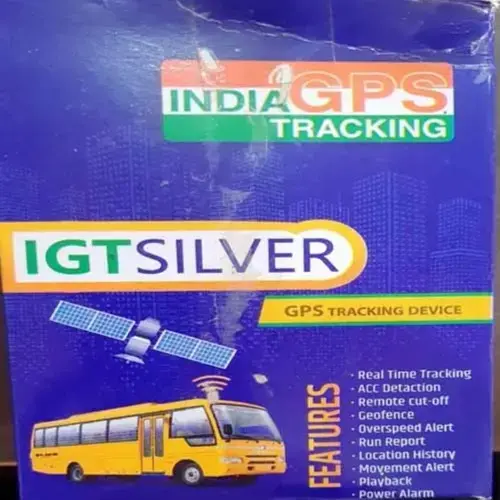 INDIA GPS
TRACKING
IGTSILVER
GPS TRACKING DEVICE
FEATURES
· Real Time Tracking
· ACC Detaction
· Remote cut-off
· Geofence
· Overspeed Alert
· Run Report
· Location History
· Movement Alert
· Playback
· Power Alarm